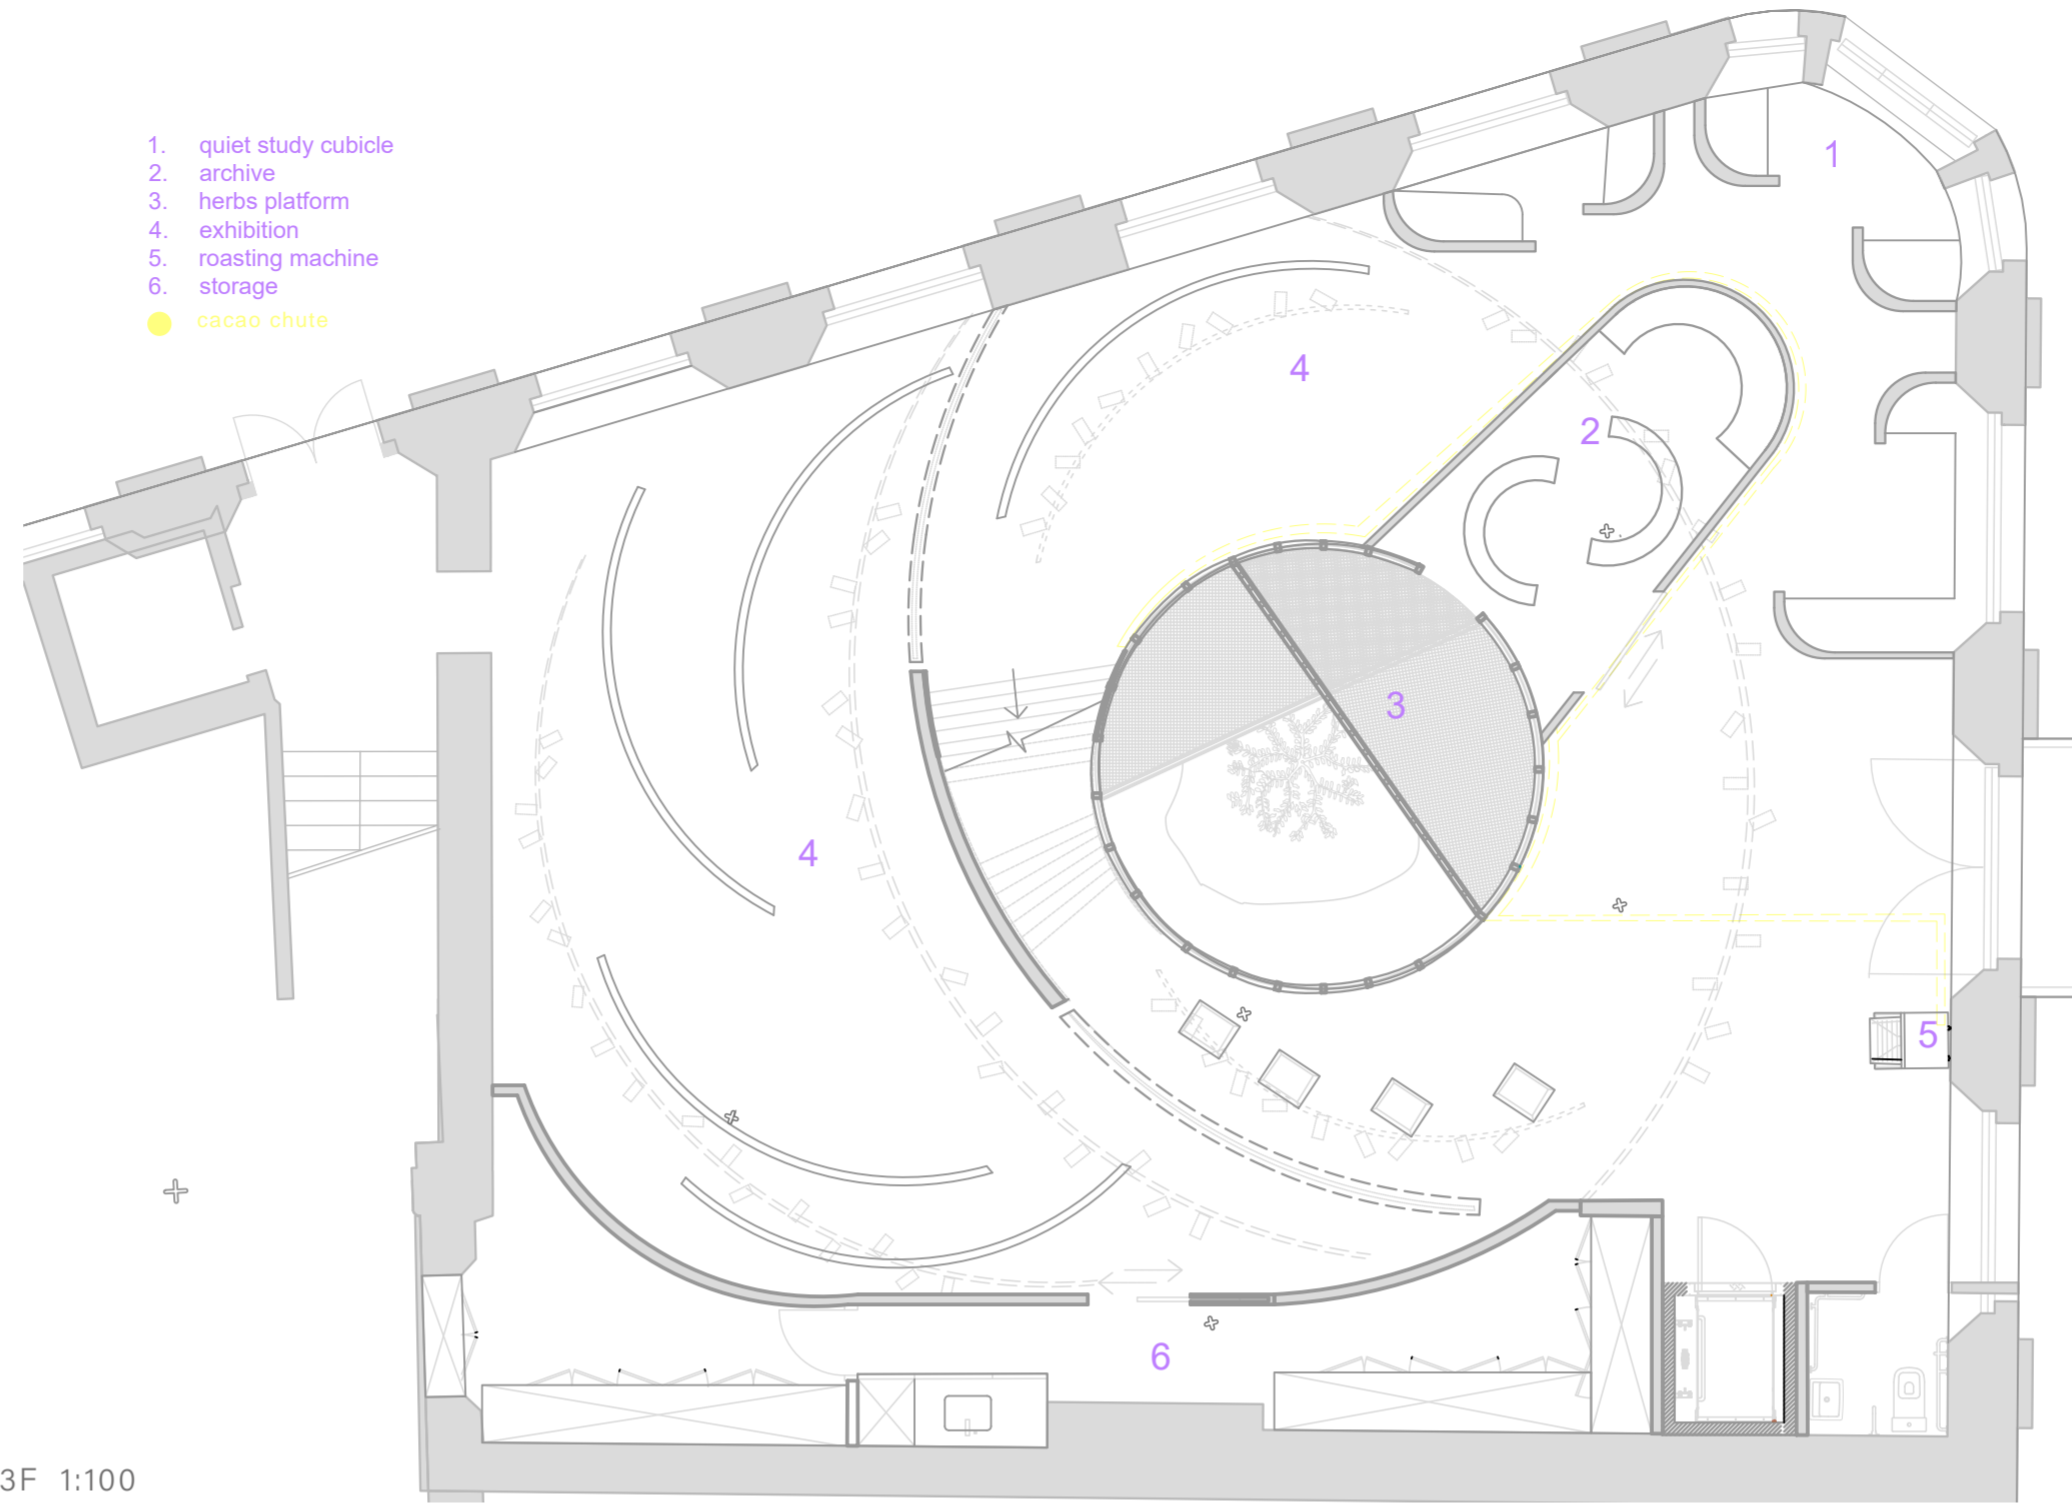 1. quiet study cubicle
2. archive
3. herbs platform
4. exhibition
5. roasting machine
6. storage
cacao chute
1
4
2
3
4
5
6
3F 1:100